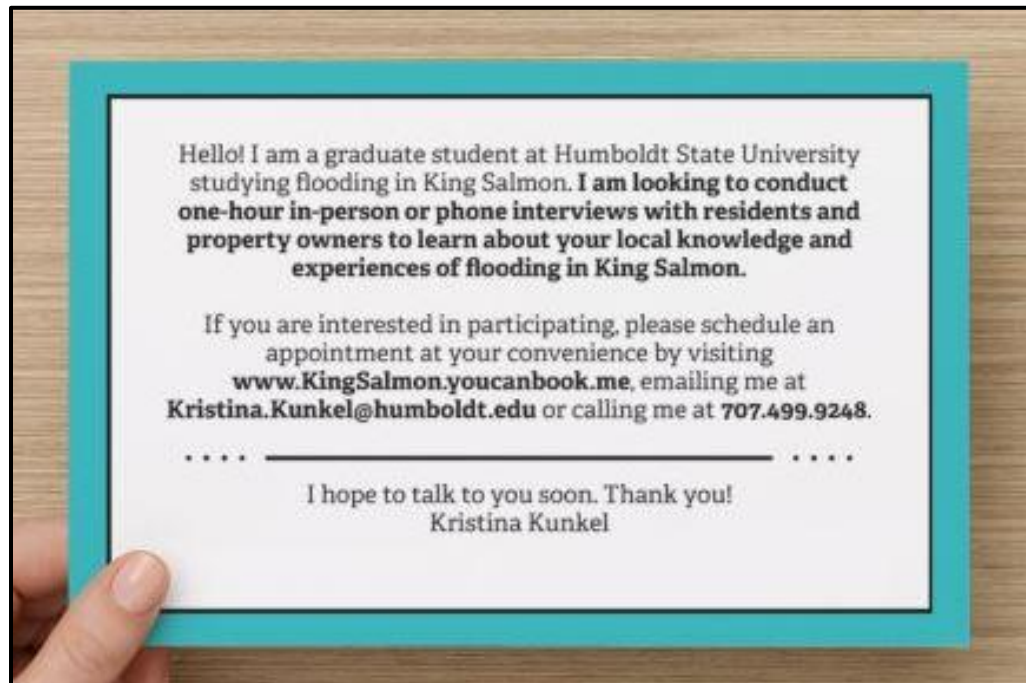 Hello! I am a graduate student at Humboldt State University
studying flooding in King Salmon. I am looking to conduct
one-hour in-person or phone interviews with residents and
property owners to learn about your local knowledge and
experiences of flooding in King Salmon.
If you are interested in participating, please schedule an
appointment at your convenience by visiting
www.KingSalmon.youcanbook.me, emailing me at
Kristina.Kunkel@humboldt.edu or calling me at 707.499.9248.
I hope to talk to you soon. Thank you!
Kristina Kunkel